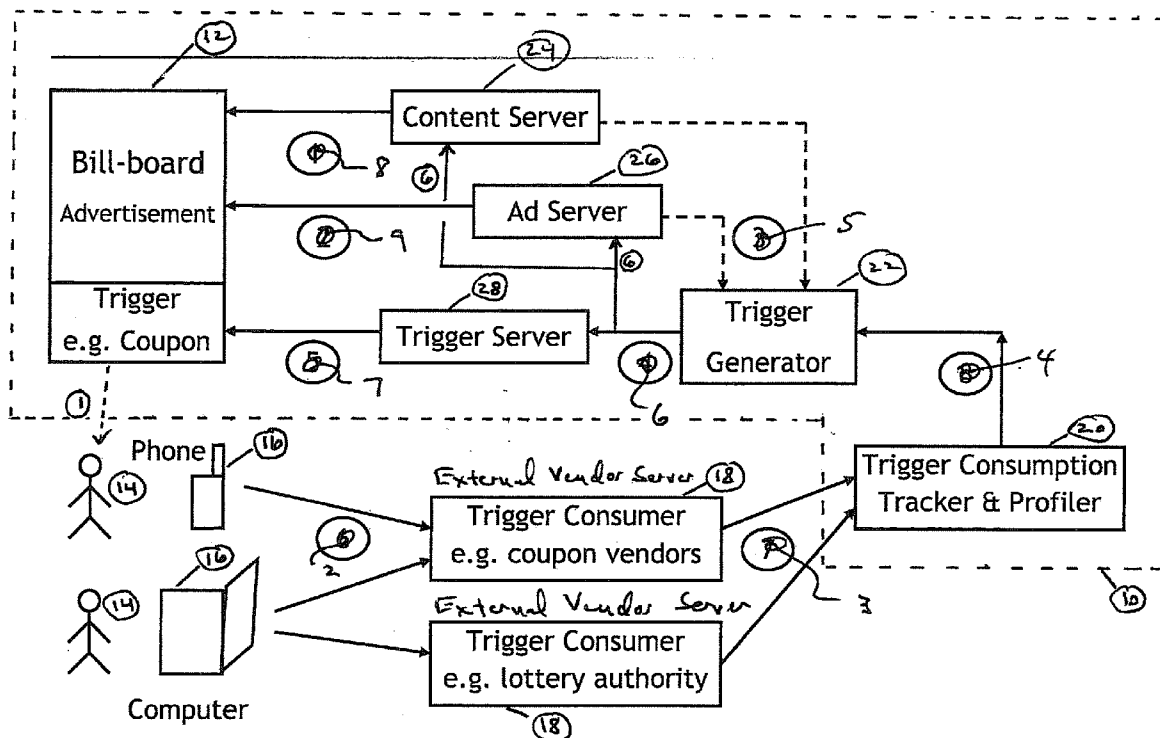 12
24
Content Server
Bill-board
Advertisement
8
6
26
Ad Server
9
6
5
22
Trigger
e.g. Coupon
28
Trigger Server
Trigger
Generator
7
6
4
1
Phone
16
14
External Vendor Server
18
Trigger Consumer
e.g. coupon vendors
20
Trigger Consumption
Tracker & Profiler
2
16
3
10
14
External Vendor Server
Trigger Consumer
e.g. lottery authority
Computer
18